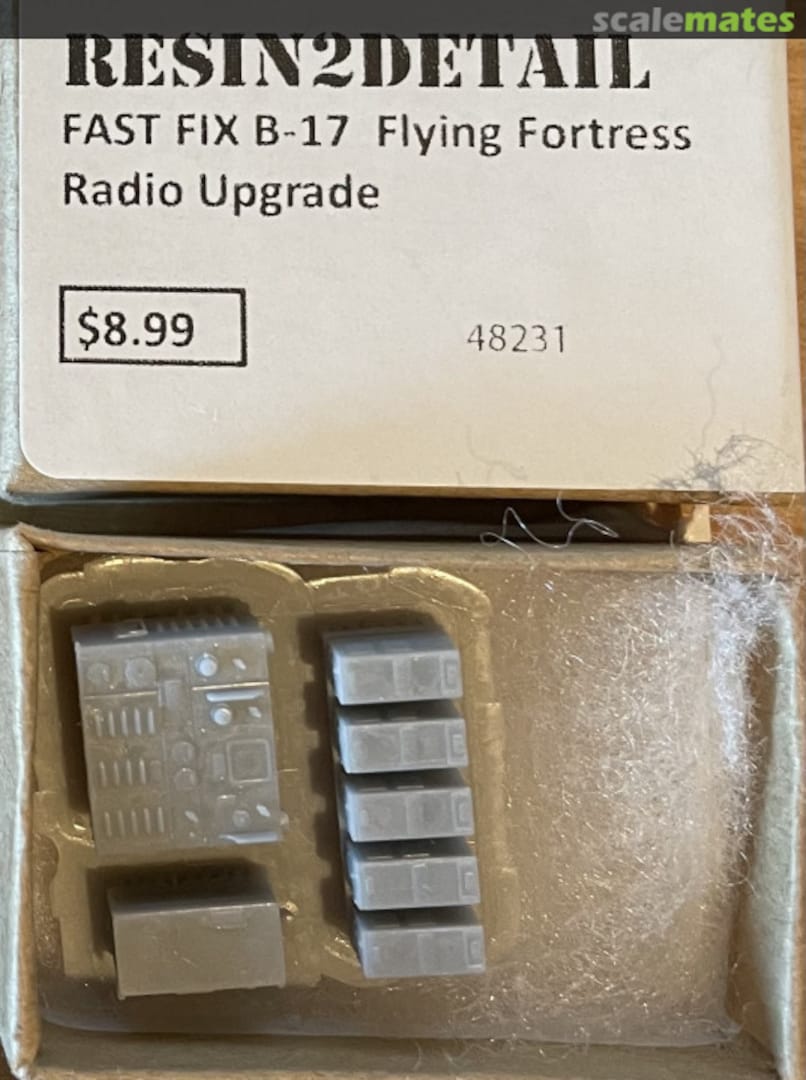 scalemates
RESIN2DETAIL
FAST FIX B-17 Flying Fortress
Radio Upgrade
$8.99
48231